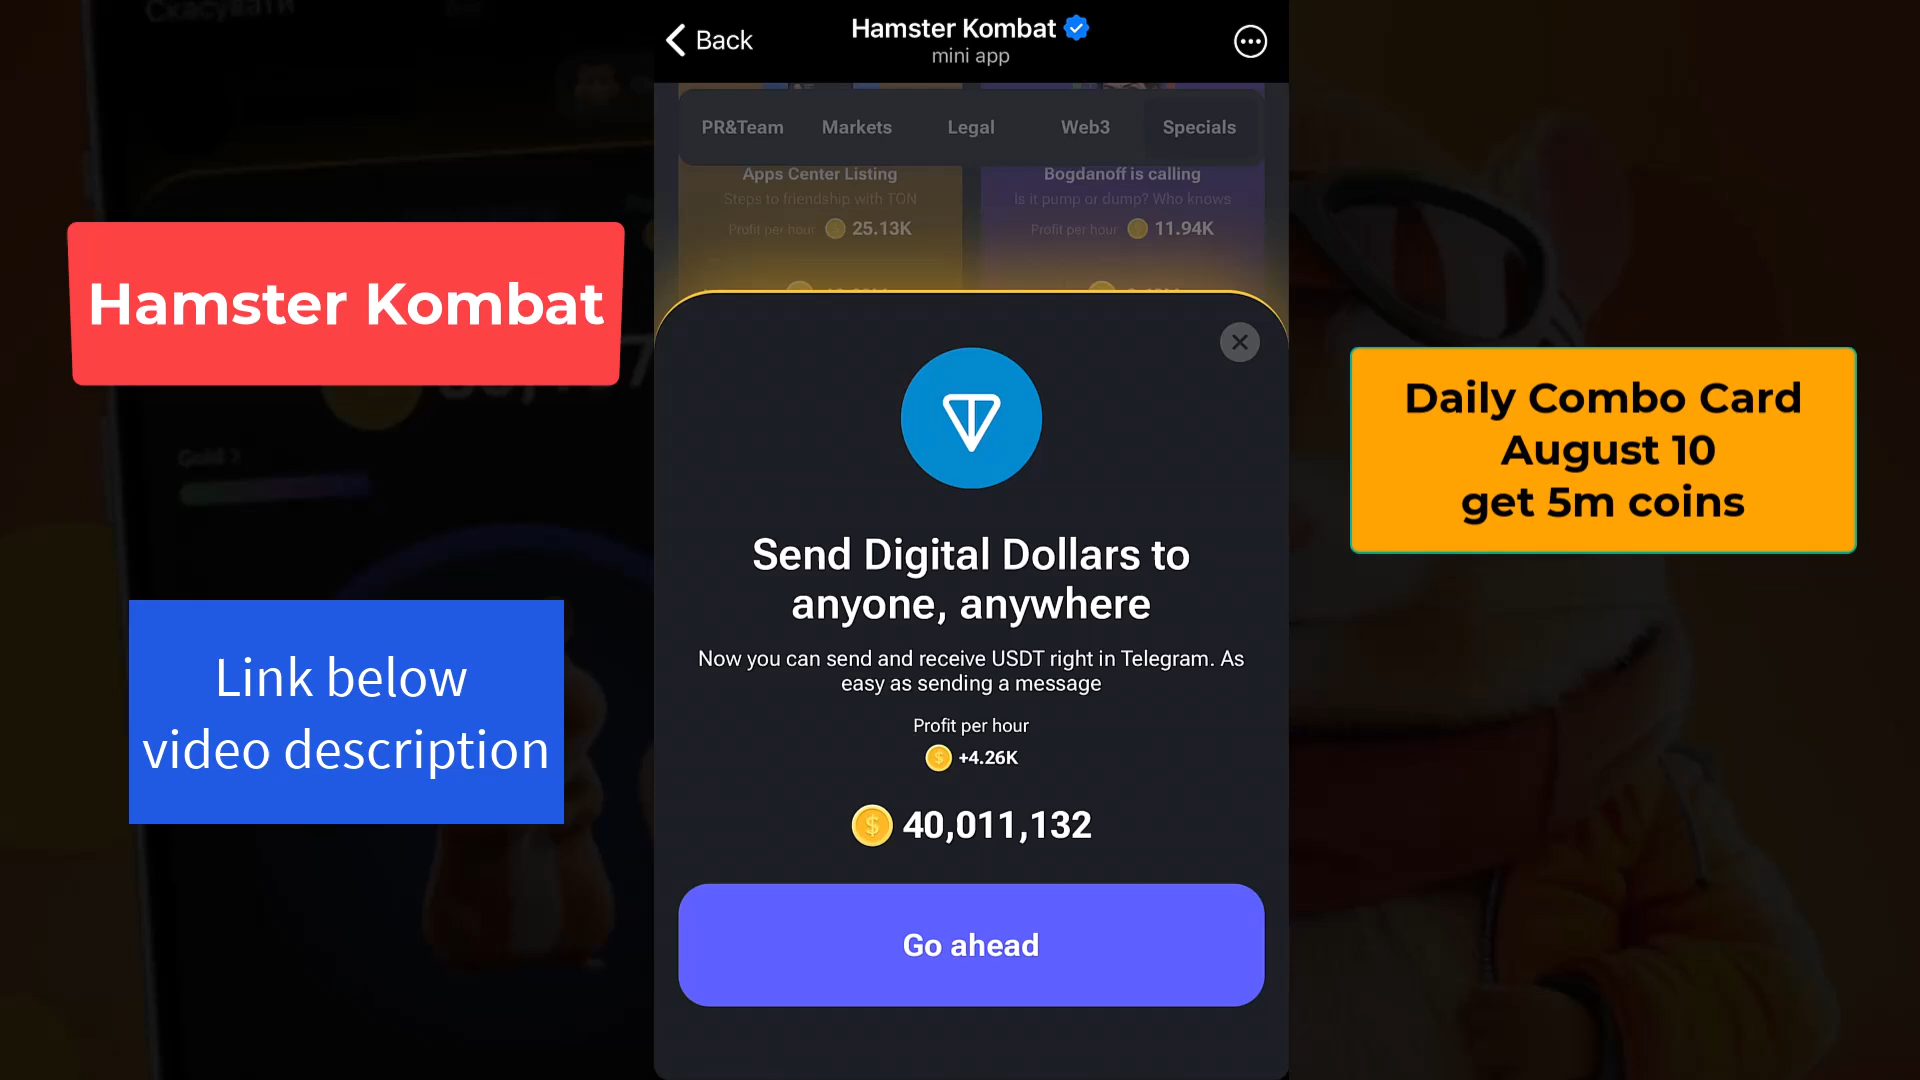 Скасувати
Back
Hamster Kombat
mini app
PR&Team
Markets
Legal
Web3
Specials
Apps Center Listing
Steps to friendship with TON
Profit per hour 25.13K
Bogdanoff is calling
Is it pump or dump? Who knows
Profit per hour 11.94K
Hamster Kombat
Gold
Link below
video description
Send Digital Dollars to
anyone, anywhere
Now you can send and receive USDT right in Telegram. As
easy as sending a message
Profit per hour
+4.26K
40,011,132
Go ahead
Daily Combo Card
August 10
get 5m coins